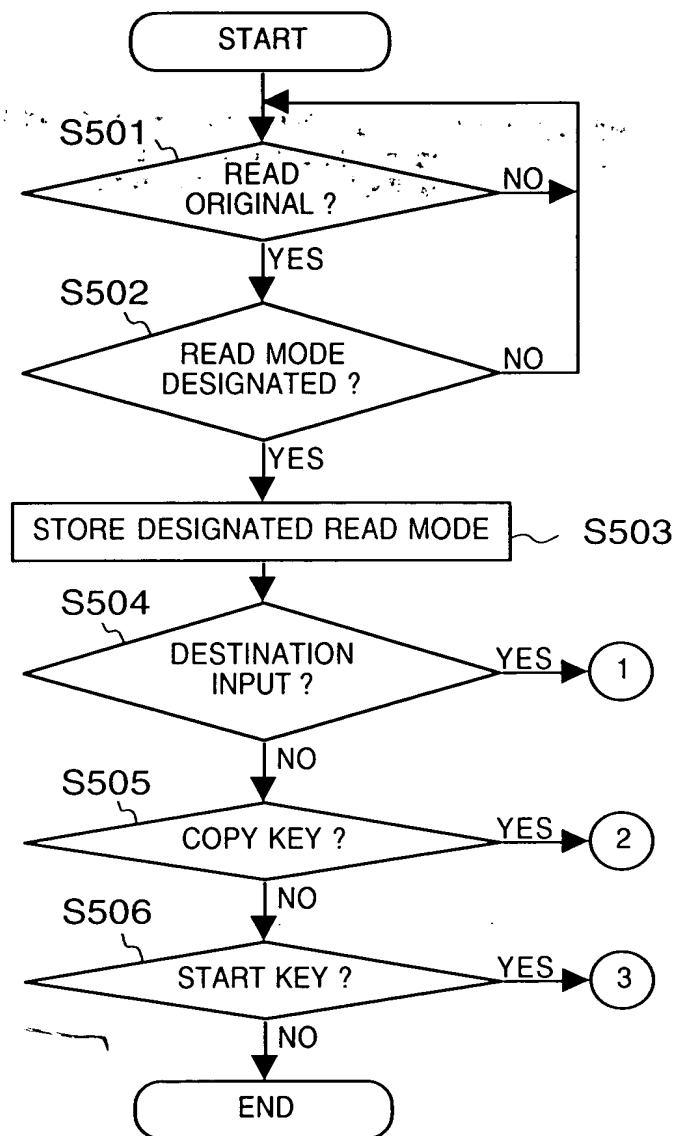 START
S501
READ
ORIGINAL ?
NO
YES
S502
READ MODE
DESIGNATED ?
NO
YES
STORE DESIGNATED READ MODE
S503
S504
DESTINATION
INPUT ?
YES
1
NO
S505
COPY KEY ?
YES
2
NO
S506
START KEY ?
YES
3
NO
END